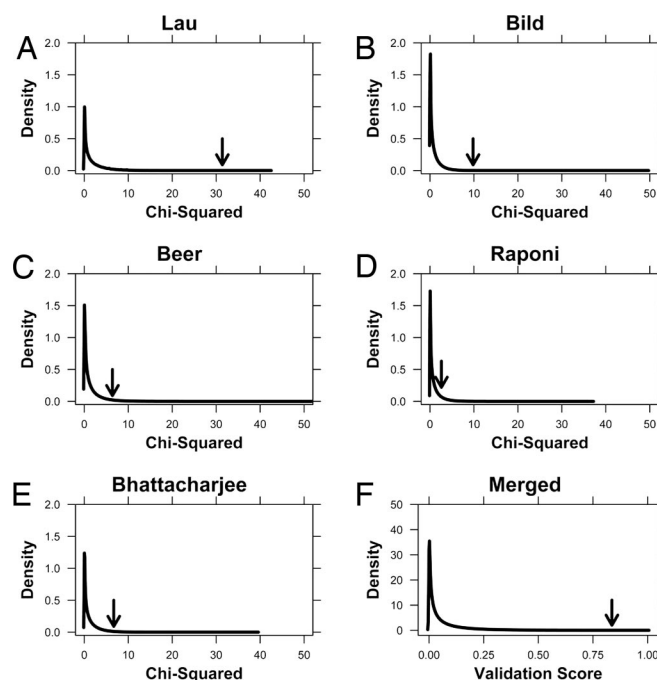 Lau
A
2.0
1.5
1.0
0.5
0.0
Density
0 10 20 30 40 50
Chi-Squared
Bild
B
2.0
1.5
1.0
0.5
0.0
Density
0 10 20 30 40 50
Chi-Squared
Beer
C
2.0
1.5
1.0
0.5
0.0
Density
0 10 20 30 40 50
Chi-Squared
Raponi
D
2.0
1.5
1.0
0.5
0.0
Density
0 10 20 30 40 50
Chi-Squared
Bhattacharjee
E
2.0
1.5
1.0
0.5
0.0
Density
0 10 20 30 40 50
Chi-Squared
Merged
F
50
40
30
20
10
0
Density
0.00 0.25 0.50 0.75 1.00
Validation Score